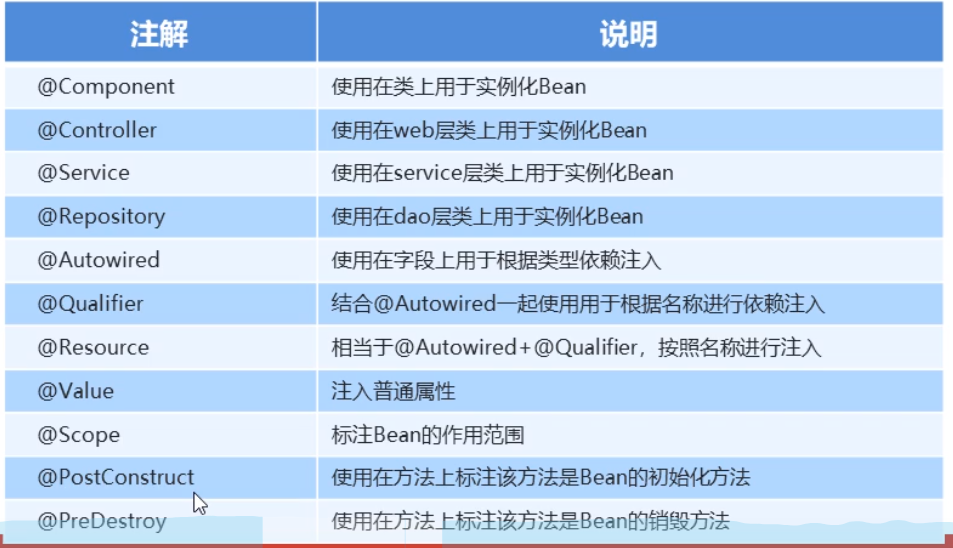 注解 说明
@Component 使用在类上用于实例化Bean
@Controller 使用在web层类上用于实例化Bean
@Service 使用在service层类上用于实例化Bean
@Repository 使用在dao层类上用于实例化Bean
@Autowired 使用在字段上用于根据类型依赖注入
@Qualifier 结合@Autowired一起使用用于根据名称进行依赖注入
@Resource 相当于@Autowired+@Qualifier，按照名称进行注入
@Value 注入普通属性
@Scope 标注Bean的作用范围
@PostConstruct 使用在方法上标注该方法是Bean的初始化方法
@PreDestroy 使用在方法上标注该方法是Bean的销毁方法